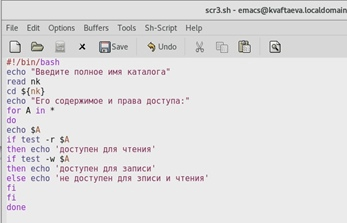 scr3.sh - emacs@kvaftaeva.localdomain
File Edit Options Buffers Tools Sh-Script Help
Save Undo
#!/bin/bash
echo "Введите полное имя каталога"
read nk
cd ${nk}
echo "Его содержимое и права доступа:"
for A in *
do
echo $A
if test -r $A
then echo 'доступен для чтения'
if test -w $A
then echo 'доступен для записи'
else echo 'не доступен для зписи и чтения'
fi
fi
done